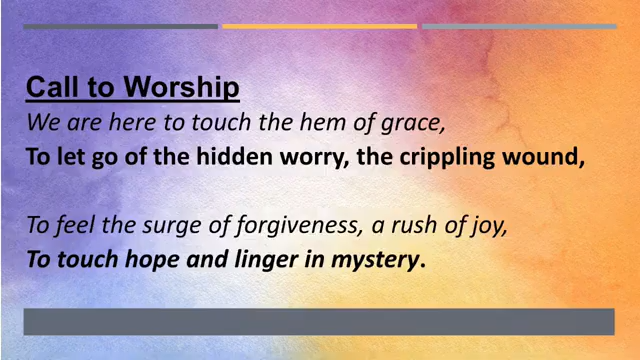 Call to Worship
We are here to touch the hem of grace,
To let go of the hidden worry, the crippling wound,
To feel the surge of forgiveness, a rush of joy,
To touch hope and linger in mystery.